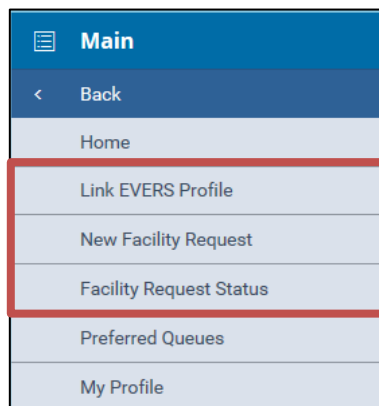 Main
Back
Home
Link EVERS Profile
New Facility Request
Facility Request Status
Preferred Queues
My Profile